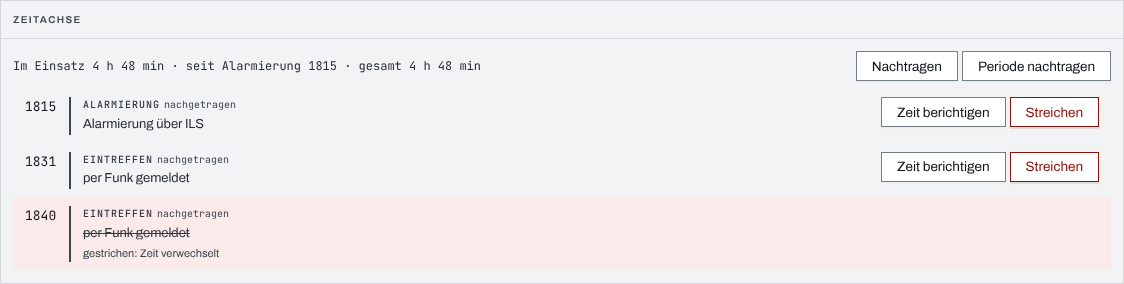 ZEITACHSE
Im Einsatz 4 h 48 min · seit Alarmierung 1815 · gesamt 4 h 48 min
Nachtragen
Periode nachtragen
1815
ALARMIERUNG nachgetragen
Alarmierung über ILS
Zeit berichtigen
Streichen
1831
EINTREFFEN nachgetragen
per Funk gemeldet
Zeit berichtigen
Streichen
1840
EINTREFFEN nachgetragen
per Funk gemeldet
gestrichen: Zeit verwechselt